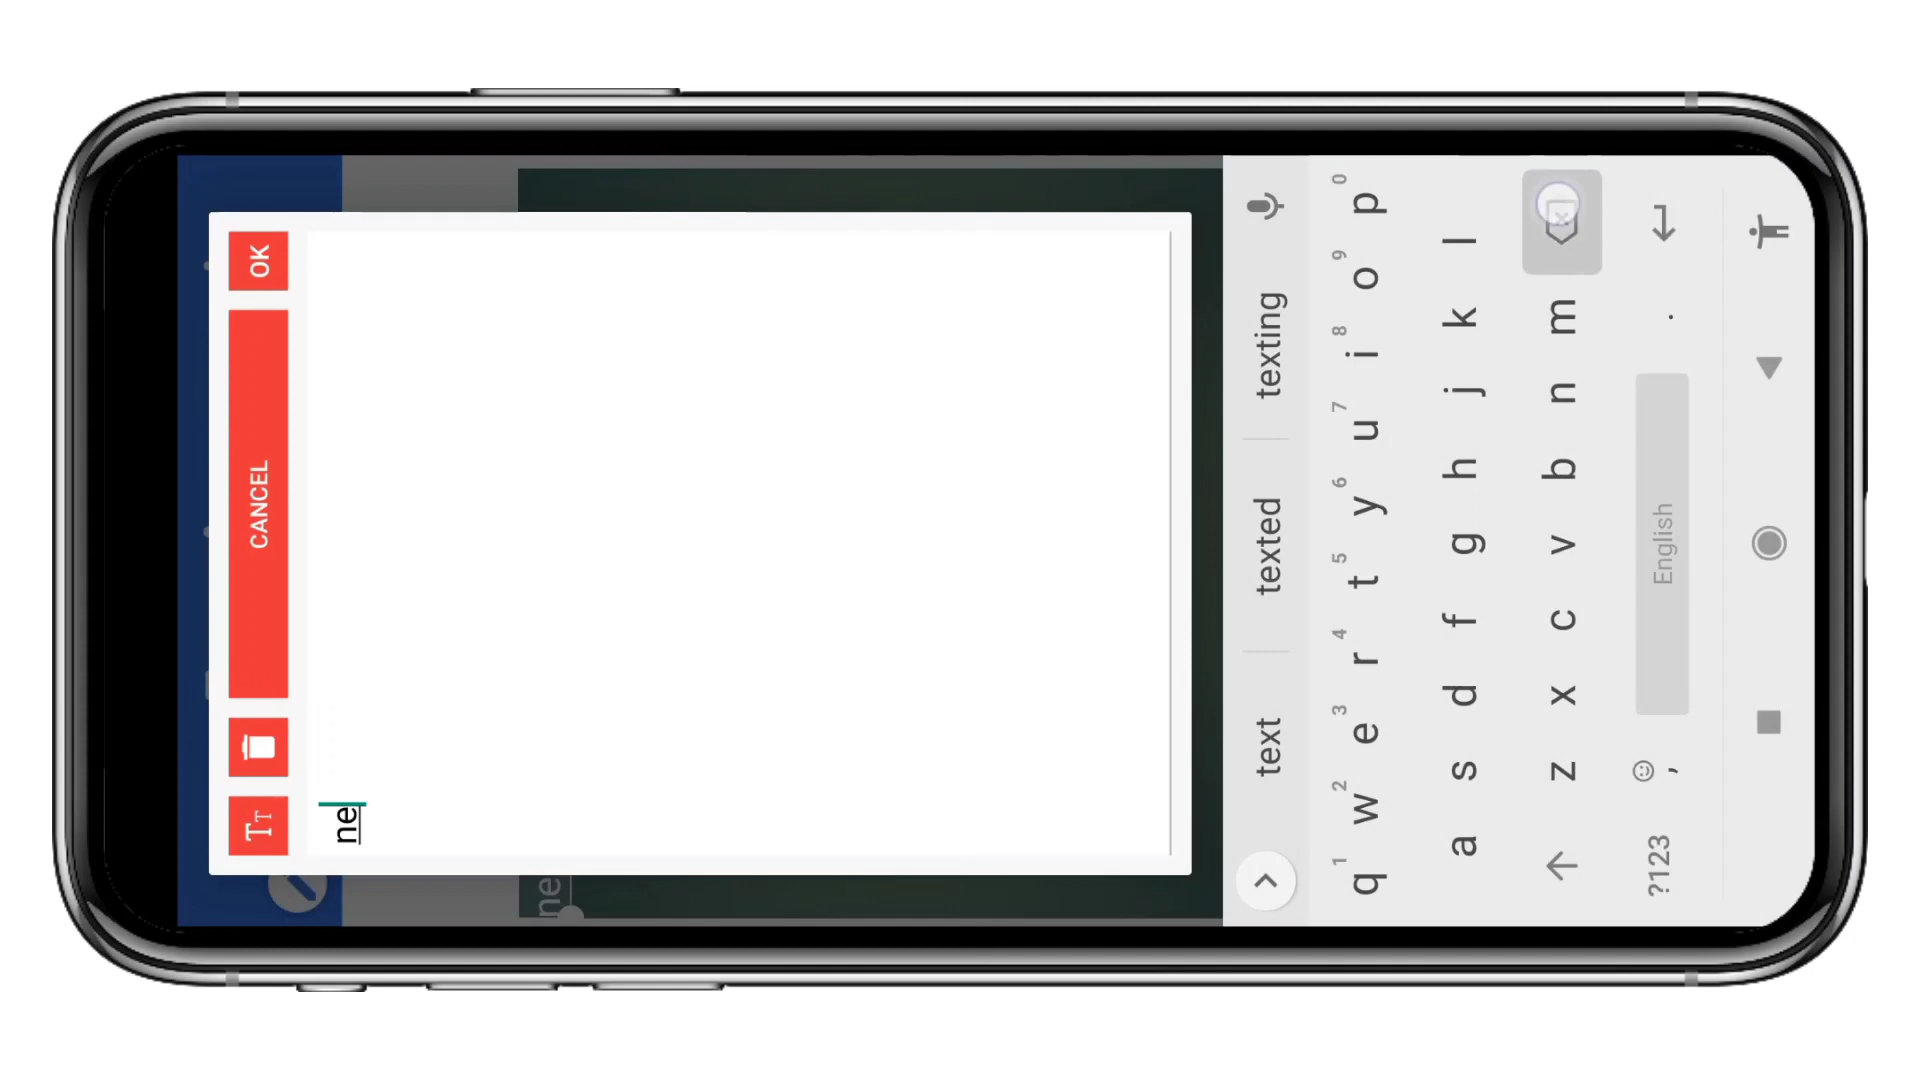 TT
CANCEL
OK
ne
ne
text
texted
texting
q 1 w 2 e 3 r 4 t 5 y 6 u 7 i 8 o 9 p 0
a s d f g h j k l
z x c v b n m
?123 , English .